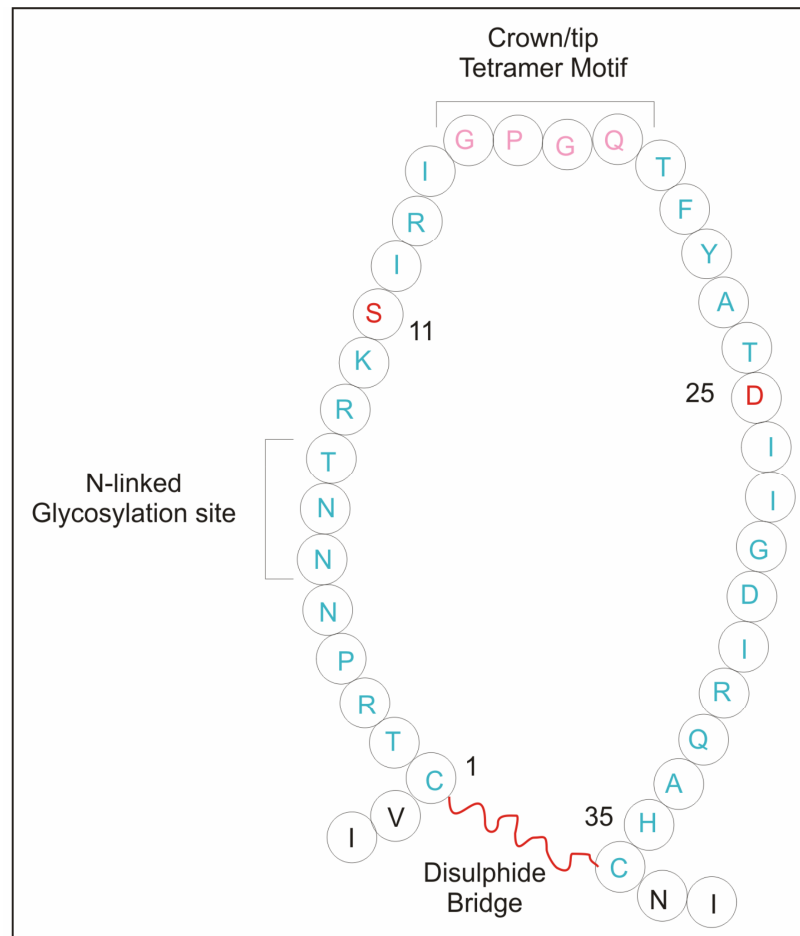 Crown/tip
Tetramer Motif
G P G Q
I
T
R
F
I
Y
S
11
A
K
T
R
25
D
T
I
N-linked
Glycosylation site
N
I
N
G
N
D
P
I
R
R
T
Q
C
1
A
V
35
H
I
Disulphide
Bridge
C
N
I